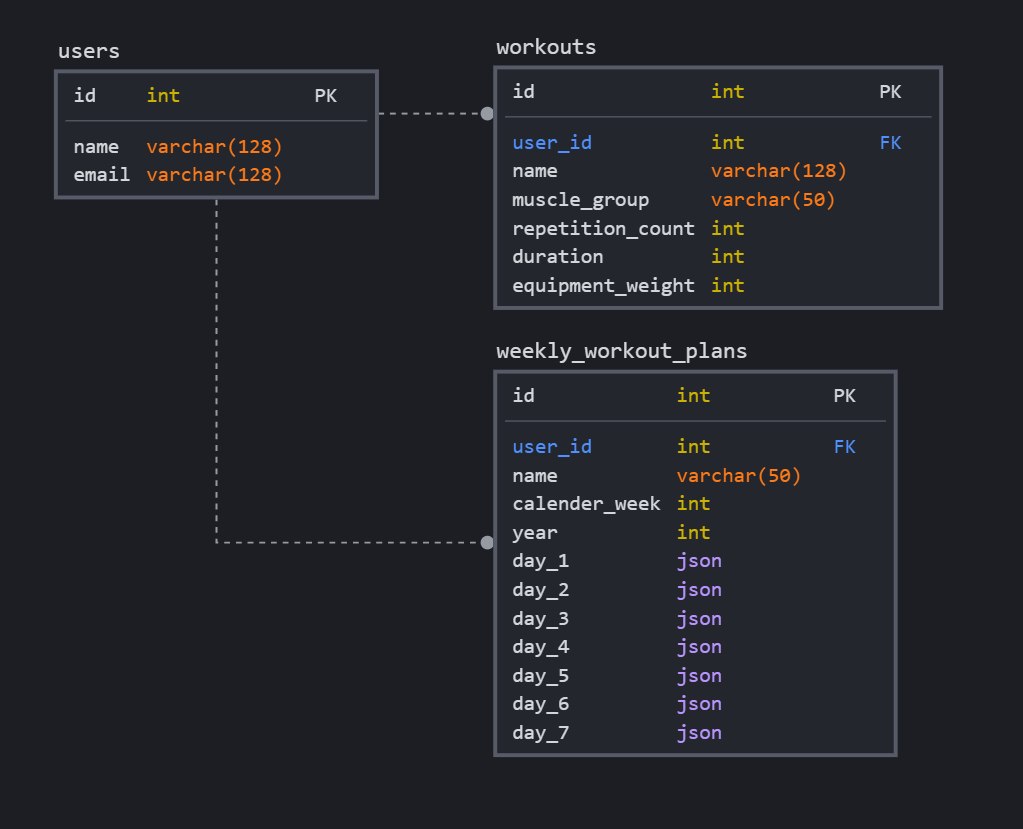 users
id int PK
name varchar(128)
email varchar(128)
workouts
id int PK
user_id int FK
name varchar(128)
muscle_group varchar(50)
repetition_count int
duration int
equipment_weight int
weekly_workout_plans
id int PK
user_id int FK
name varchar(50)
calender_week int
year int
day_1 json
day_2 json
day_3 json
day_4 json
day_5 json
day_6 json
day_7 json